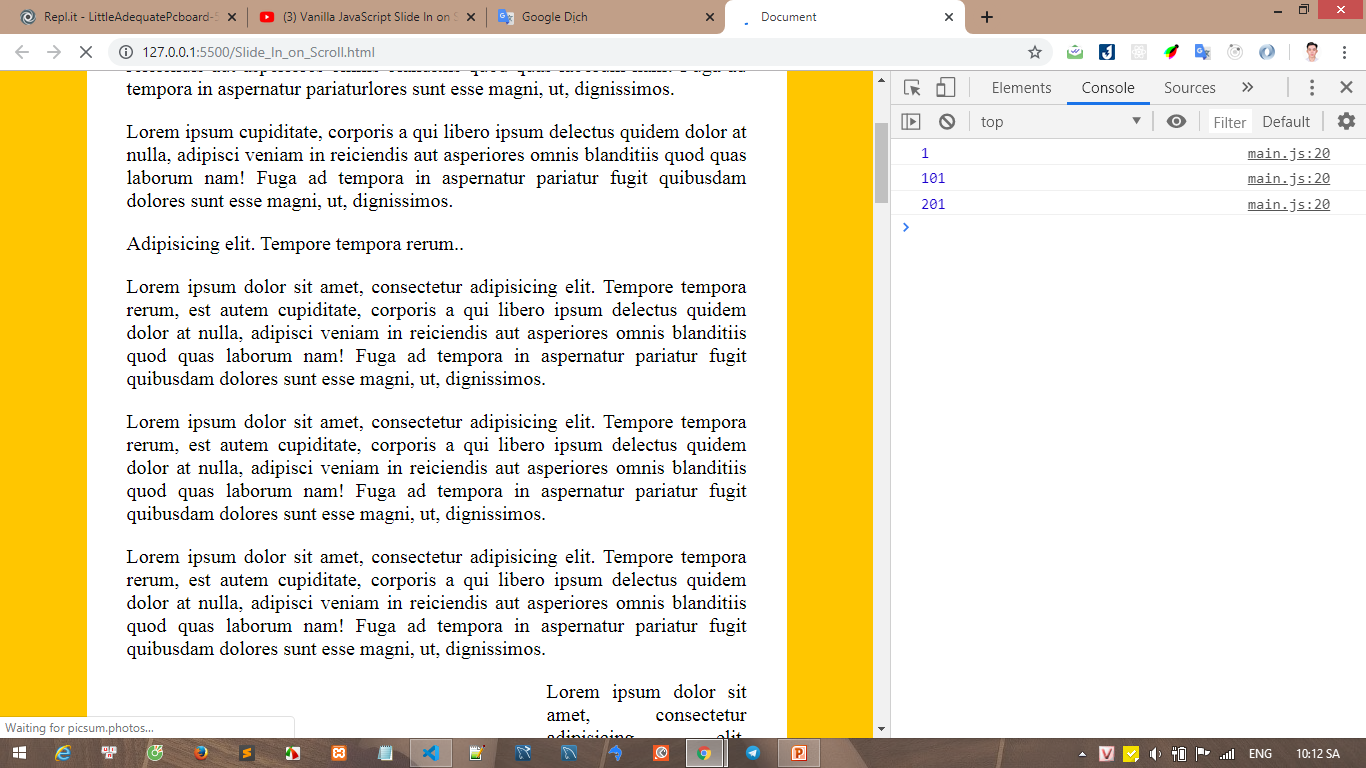 Repl.it - LittleAdequatePcboard-
(3) Vanilla JavaScript Slide In on S
Google Dịch
Document
127.0.0.1:5500/Slide_In_on_Scroll.html
tempora in aspernatur pariaturlores sunt esse magni, ut, dignissimos.
Lorem ipsum cupiditate, corporis a qui libero ipsum delectus quidem dolor at
nulla, adipisci veniam in reiciendis aut asperiores omnis blanditiis quod quas
laborum nam! Fuga ad tempora in aspernatur pariatur fugit quibusdam
dolores sunt esse magni, ut, dignissimos.
Adipisicing elit. Tempore tempora rerum..
Lorem ipsum dolor sit amet, consectetur adipisicing elit. Tempore tempora
rerum, est autem cupiditate, corporis a qui libero ipsum delectus quidem
dolor at nulla, adipisci veniam in reiciendis aut asperiores omnis blanditiis
quod quas laborum nam! Fuga ad tempora in aspernatur pariatur fugit
quibusdam dolores sunt esse magni, ut, dignissimos.
Lorem ipsum dolor sit amet, consectetur adipisicing elit. Tempore tempora
rerum, est autem cupiditate, corporis a qui libero ipsum delectus quidem
dolor at nulla, adipisci veniam in reiciendis aut asperiores omnis blanditiis
quod quas laborum nam! Fuga ad tempora in aspernatur pariatur fugit
quibusdam dolores sunt esse magni, ut, dignissimos.
Lorem ipsum dolor sit amet, consectetur adipisicing elit. Tempore tempora
rerum, est autem cupiditate, corporis a qui libero ipsum delectus quidem
dolor at nulla, adipisci veniam in reiciendis aut asperiores omnis blanditiis
quod quas laborum nam! Fuga ad tempora in aspernatur pariatur fugit
quibusdam dolores sunt esse magni, ut, dignissimos.
Lorem ipsum dolor sit
amet, consectetur
adipisicing elit.
Waiting for picsum.photos...
Elements Console Sources
top Filter Default
1 main.js:20
101 main.js:20
201 main.js:20
ENG 10:12 SA